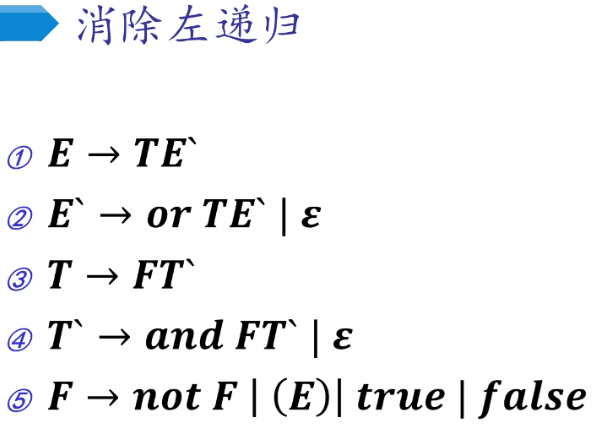 消除左递归
① E → TE`
② E` → or TE` | ε
③ T → FT`
④ T` → and FT` | ε
⑤ F → not F | (E)| true | false